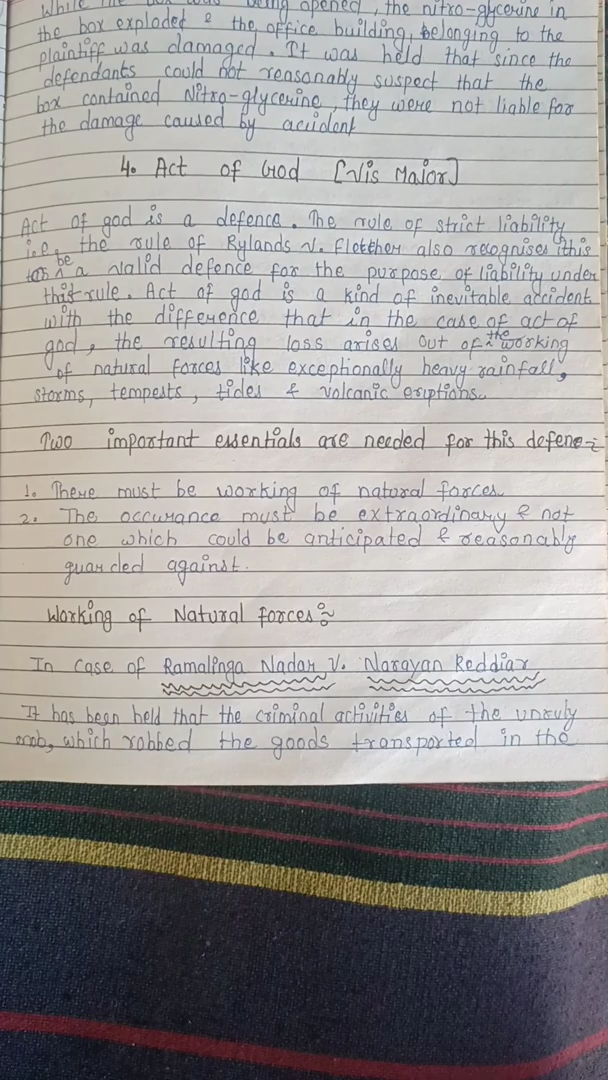 While the box was being opened, the nitro-glycerine in
the box exploded & the office building, belonging to the
plaintiff was damaged. It was held that since the
defendants could not reasonably suspect that the
box contained Nitro-glycerine, they were not liable for
the damage caused by accident
4. Act of God [Vis Major]
Act of god is a defence. The rule of strict liability
i.e. the rule of Rylands V. Fletcher also recognises this
to be a valid defence for the purpose of liability under
this rule. Act of god is a kind of inevitable accident
with the difference that in the case of act of
god, the resulting loss arises out of the working
of natural forces like exceptionally heavy rainfall,
storms, tempests, tides & volcanic eriptions.
Two important essentials are needed for this defence:
1. There must be working of natural forces.
2. The occurance must be extraordinary & not
one which could be anticipated & reasonably
guarded against.
Working of Natural forces:
In Case of Ramalinga Nadar V. Narayan Reddiar
It has been held that the criminal activities of the unruly
mob, which robbed the goods transported in the